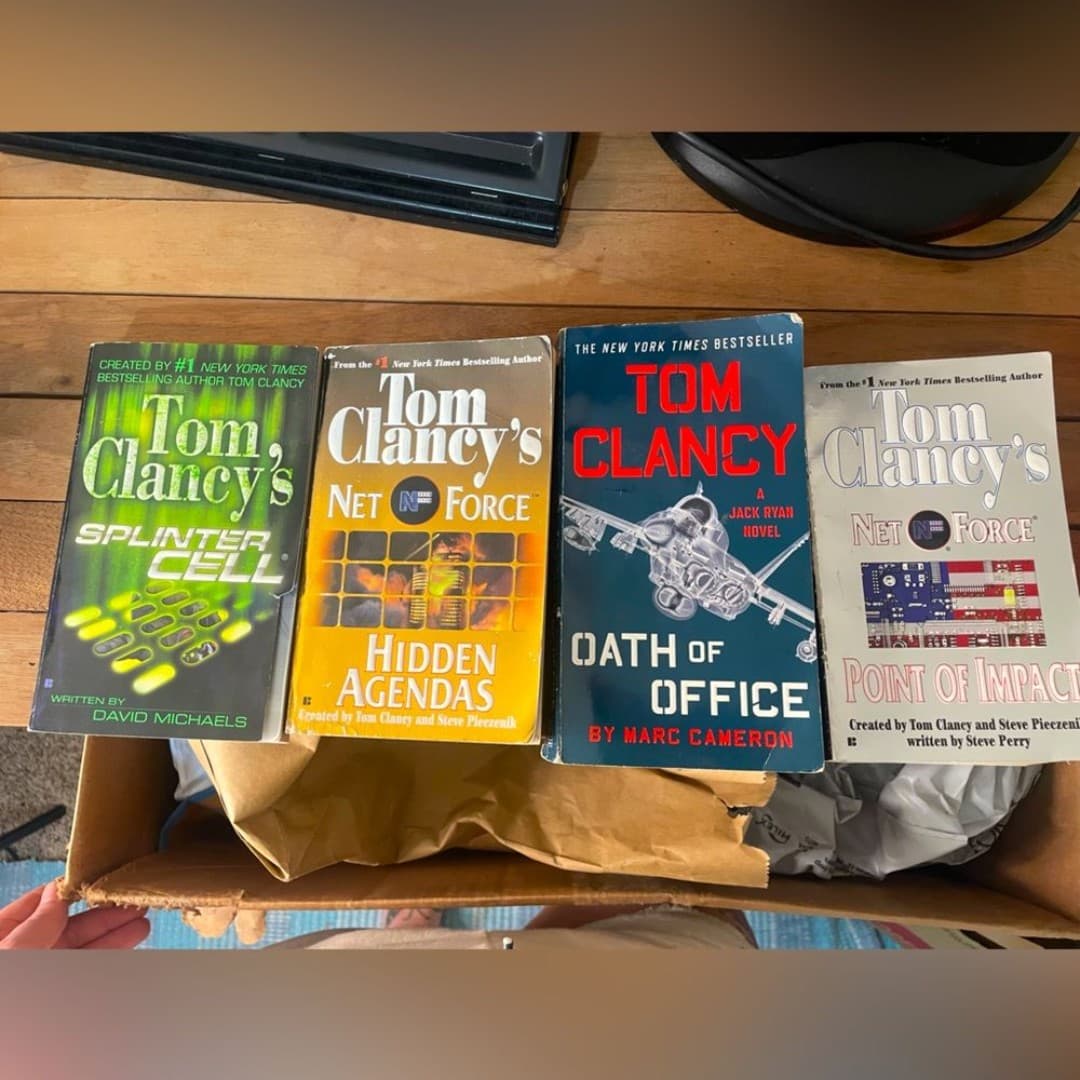 CREATED BY #1 NEW YORK TIMES
BESTSELLING AUTHOR TOM CLANCY
Tom
Clancy's
SPLINTER
CELL
WRITTEN BY
DAVID MICHAELS
From the #1 New York Times Bestselling Author
Tom
Clancy's
NET FORCE
HIDDEN
AGENDAS
Created by Tom Clancy and Steve Pieczenik
THE NEW YORK TIMES BESTSELLER
TOM
CLANCY
A
JACK RYAN
NOVEL
OATH OF
OFFICE
BY MARC CAMERON
From the #1 New York Times Bestselling Author
Tom
Clancy's
NET FORCE
POINT OF IMPACT
Created by Tom Clancy and Steve Pieczenik
written by Steve Perry